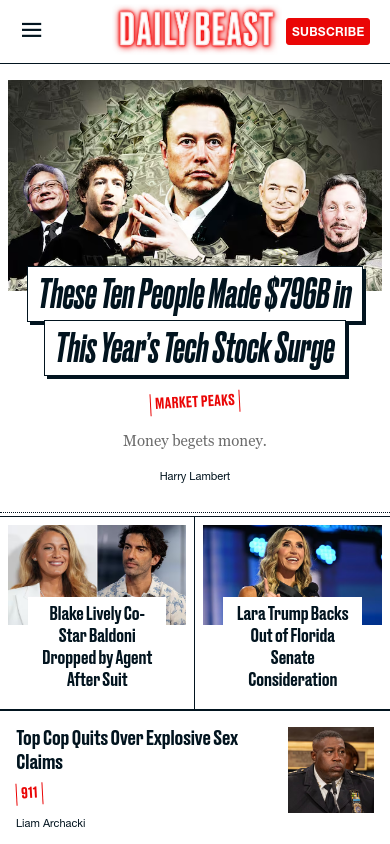 DAILY BEAST
SUBSCRIBE
These Ten People Made $796B in
This Year's Tech Stock Surge
MARKET PEAKS
Money begets money.
Harry Lambert
Blake Lively Co-
Star Baldoni
Dropped by Agent
After Suit
Lara Trump Backs
Out of Florida
Senate
Consideration
Top Cop Quits Over Explosive Sex
Claims
911
Liam Archacki